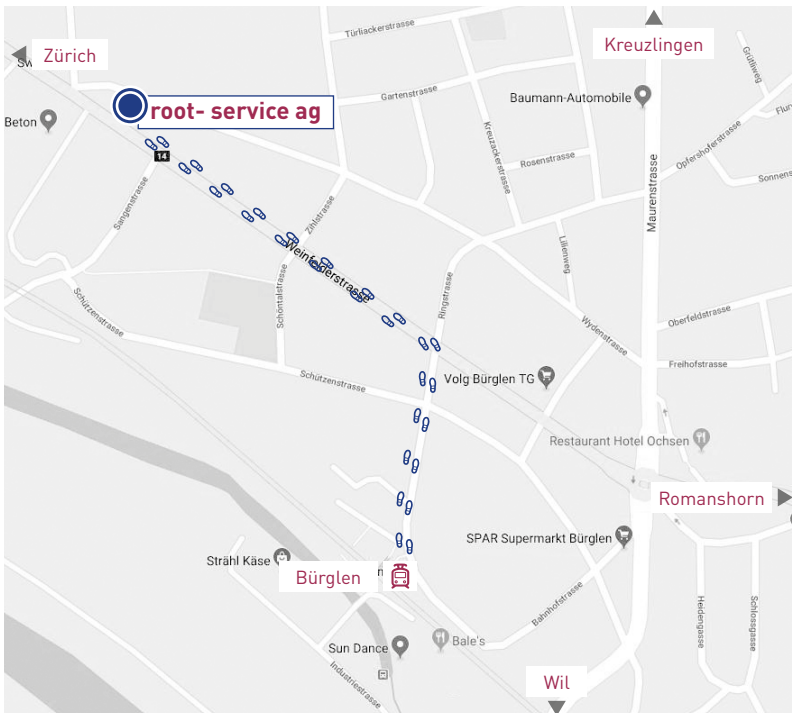 Türliackerstrasse
Zürich
Kreuzlingen
Grütliweg
Gartenstrasse
Baumann-Automobile
Beton
root- service ag
Kreuzackerstrasse
Opfershoferstrasse
14
Rosenstrasse
Sonnens
Maurenstrasse
Sangenstrasse
Zihlstrasse
Lilienweg
Weinfelderstrasse
Ringstrasse
Schützenstrasse
Schöntalstrasse
Oberfeldstrasse
Wydenstrasse
Freihofstrasse
Schützenstrasse
Volg Bürglen TG
Restaurant Hotel Ochsen
Romanshorn
SPAR Supermarkt Bürglen
Strähl Käse
Bürglen
Bahnhofstrasse
Heidengasse
Schlossgasse
Bale's
Sun Dance
Industriestrasse
Wil